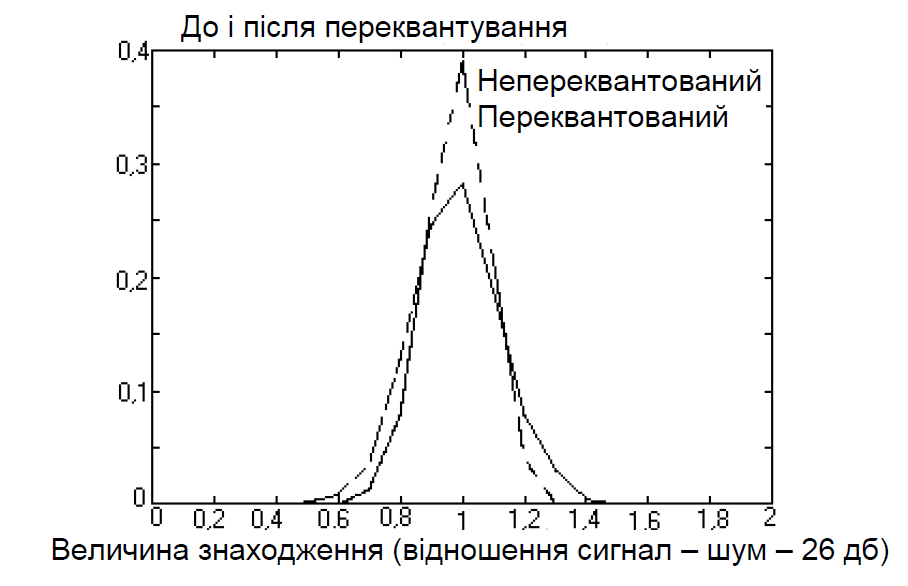 До і після переквантування
0,4
Непереквантований
Переквантований
0,3
0,2
0,1
0
0 0,2 0,4 0,6 0,8 1 1,2 1,4 1,6 1,8 2
Величина знаходження (відношення сигнал – шум – 26 дб)